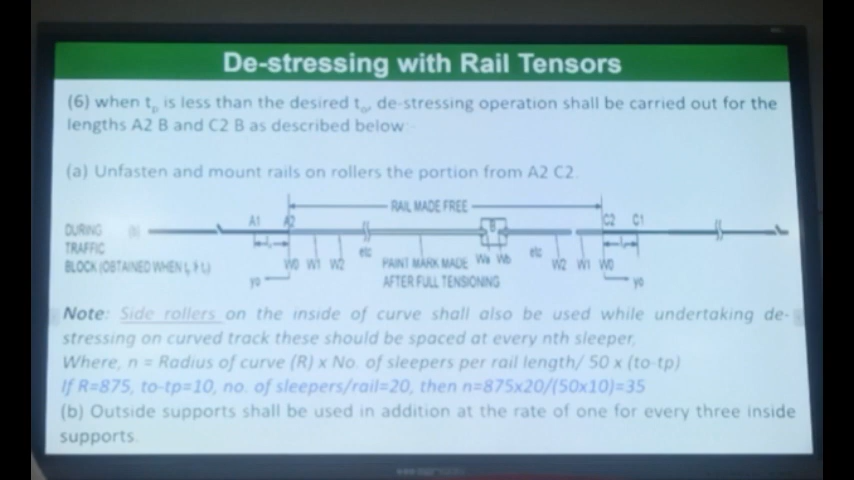 De-stressing with Rail Tensors
(6) when tp is less than the desired to, de-stressing operation shall be carried out for the
lengths A2 B and C2 B as described below
(a) Unfasten and mount rails on rollers the portion from A2 C2.
RAIL MADE FREE
A1 A2 B C2 C1
DURING
TRAFFIC
BLOCK (OBTAINED WHEN
etc etc
W0 W1 W2 PAINT MARK MADE Wa Wb W2 W1 W0
yo AFTER FULL TENSIONING yo
Note: Side rollers on the inside of curve shall also be used while undertaking de-
stressing on curved track these should be spaced at every nth sleeper,
Where, n = Radius of curve (R) x No. of sleepers per rail length/ 50 x (to-tp)
If R=875, to-tp=10, no. of sleepers/rail=20, then n=875x20/(50x10)=35
(b) Outside supports shall be used in addition at the rate of one for every three inside
supports.